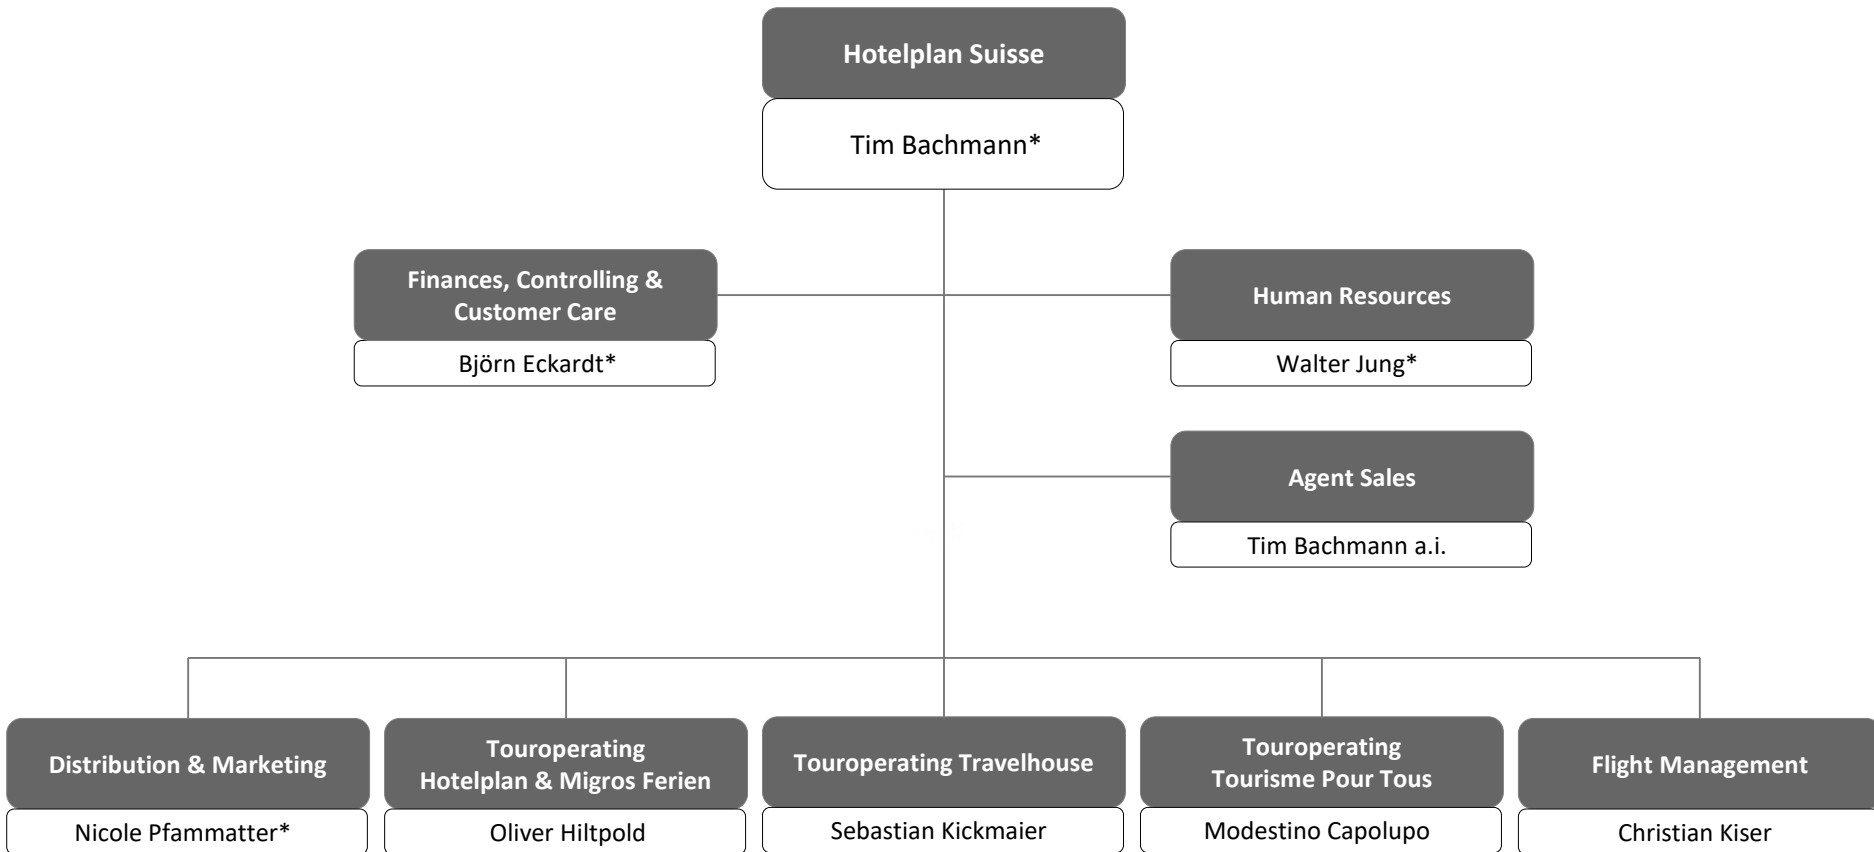 Hotelplan Suisse
Tim Bachmann*
Finances, Controlling &
Customer Care
Björn Eckardt*
Human Resources
Walter Jung*
Agent Sales
Tim Bachmann a.i.
Distribution & Marketing
Nicole Pfammatter*
Touroperating
Hotelplan & Migros Ferien
Oliver Hiltpold
Touroperating Travelhouse
Sebastian Kickmaier
Touroperating
Tourisme Pour Tous
Modestino Capolupo
Flight Management
Christian Kiser